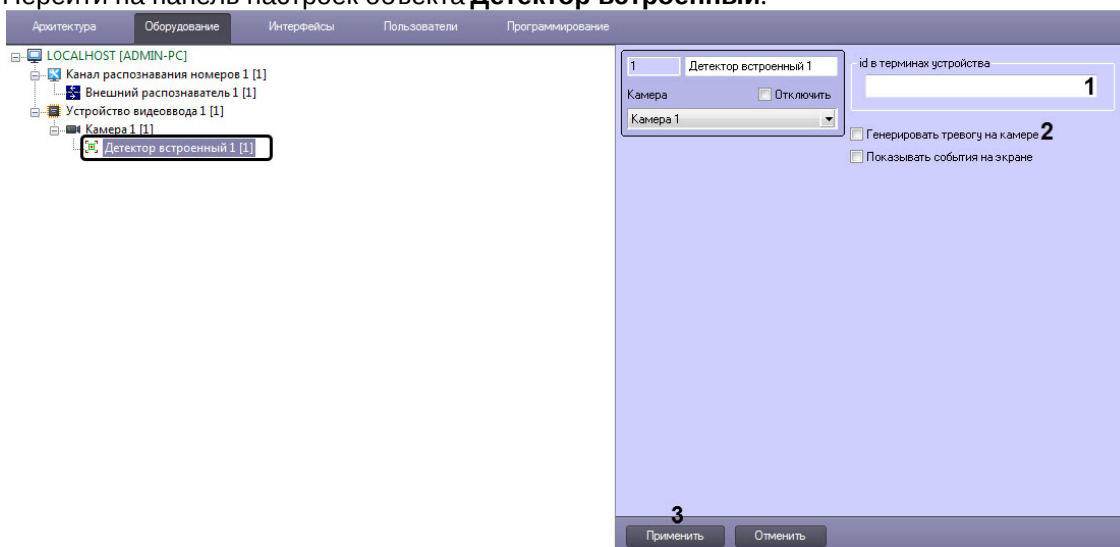 Перейти на панель настроек объекта Детектор встроенный.
Архитектура Оборудование Интерфейсы Пользователи Программирование
LOCALHOST [ADMIN-PC]
Канал распознавания номеров 1 [1]
Внешний распознаватель 1 [1]
Устройство видеоввода 1 [1]
Камера 1 [1]
Детектор встроенный 1 [1]
1 Детектор встроенный 1
Камера Отключить
Камера 1
id в терминах устройства
1
Генерировать тревогу на камере 2
Показывать события на экране
3
Применить Отменить